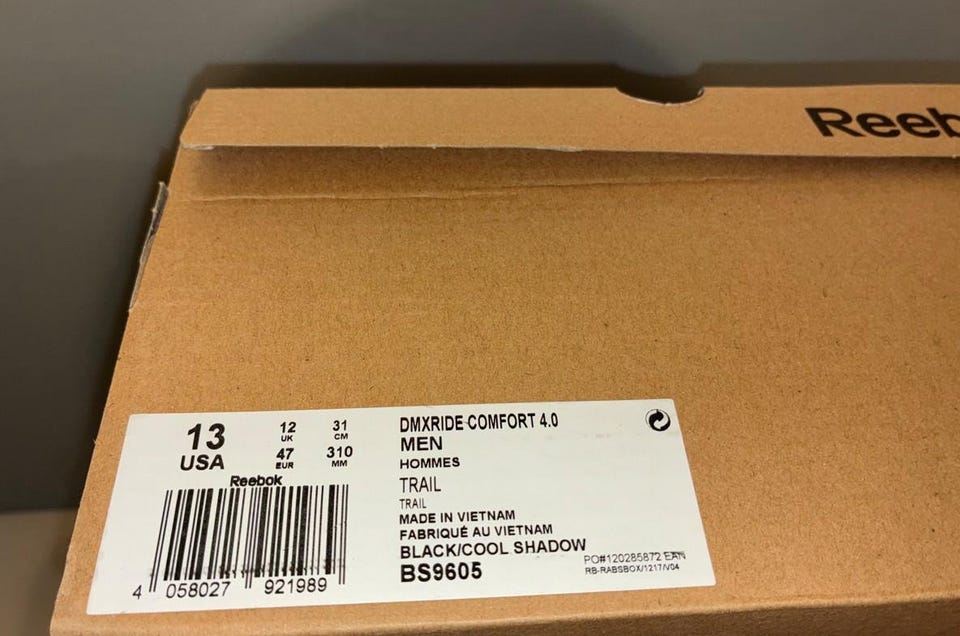 Reeb
13
USA
12
UK
31
CM
47
EUR
310
MM
Reebok
4 058027 921989
DMXRIDE COMFORT 4.0
MEN
HOMMES
TRAIL
TRAIL
MADE IN VIETNAM
FABRIQUÉ AU VIETNAM
BLACK/COOL SHADOW
BS9605
PO#120285872 EAN
RB-RABSBOX/1217/V04